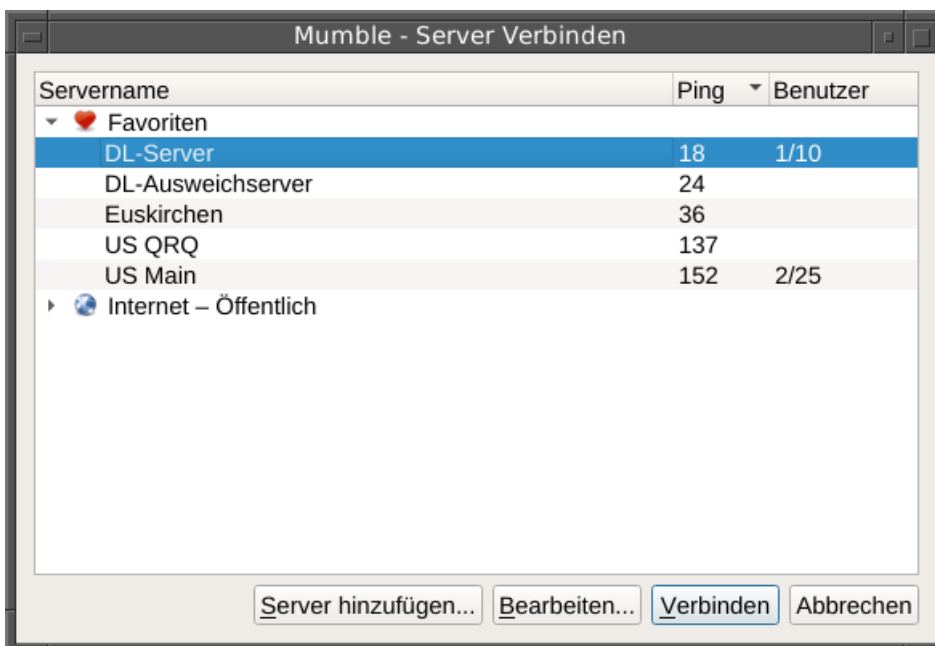 Mumble - Server Verbinden
Servername Ping Benutzer
Favoriten
DL-Server 18 1/10
DL-Ausweichserver 24
Euskirchen 36
US QRQ 137
US Main 152 2/25
Internet – Öffentlich
Server hinzufügen... Bearbeiten... Verbinden Abbrechen